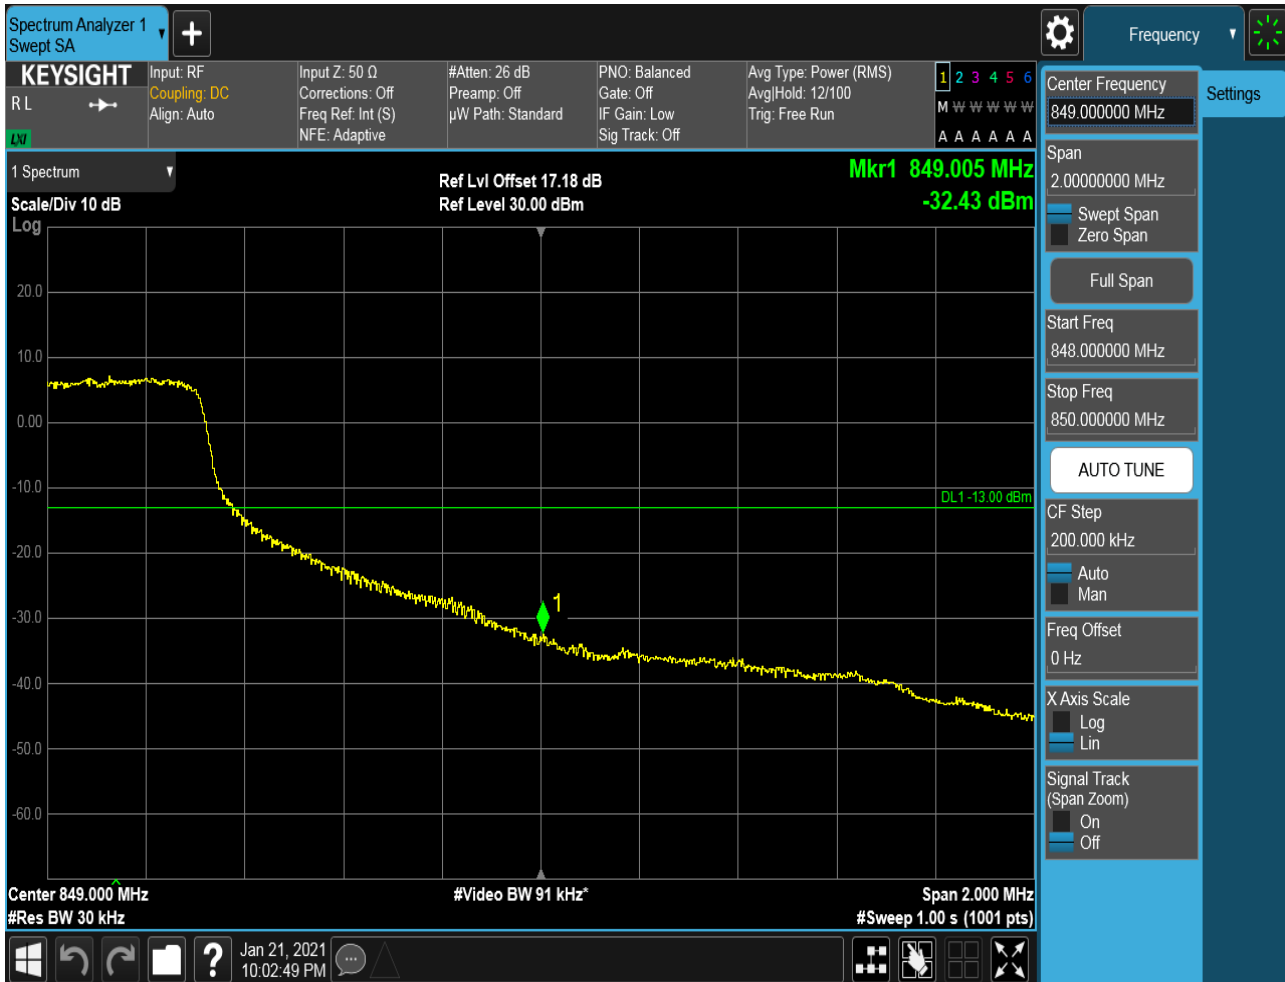 Spectrum Analyzer 1
Swept SA
Frequency
KEYSIGHT
R L
LXI
Input: RF
Coupling: DC
Align: Auto
Input Z: 50 Ω
Corrections: Off
Freq Ref: Int (S)
NFE: Adaptive
#Atten: 26 dB
Preamp: Off
µW Path: Standard
PNO: Balanced
Gate: Off
IF Gain: Low
Sig Track: Off
Avg Type: Power (RMS)
Avg|Hold: 12/100
Trig: Free Run
1 2 3 4 5 6
M W W W W W
A A A A A A
1 Spectrum
Scale/Div 10 dB
Log
Ref Lvl Offset 17.18 dB
Ref Level 30.00 dBm
Mkr1 849.005 MHz
-32.43 dBm
20.0
10.0
0.00
-10.0
-20.0
-30.0
-40.0
-50.0
-60.0
DL1 -13.00 dBm
1
Center 849.000 MHz
#Res BW 30 kHz
#Video BW 91 kHz*
Span 2.000 MHz
#Sweep 1.00 s (1001 pts)
Jan 21, 2021
10:02:49 PM
?
Center Frequency
849.000000 MHz
Settings
Span
2.00000000 MHz
Swept Span
Zero Span
Full Span
Start Freq
848.000000 MHz
Stop Freq
850.000000 MHz
AUTO TUNE
CF Step
200.000 kHz
Auto
Man
Freq Offset
0 Hz
X Axis Scale
Log
Lin
Signal Track
(Span Zoom)
On
Off